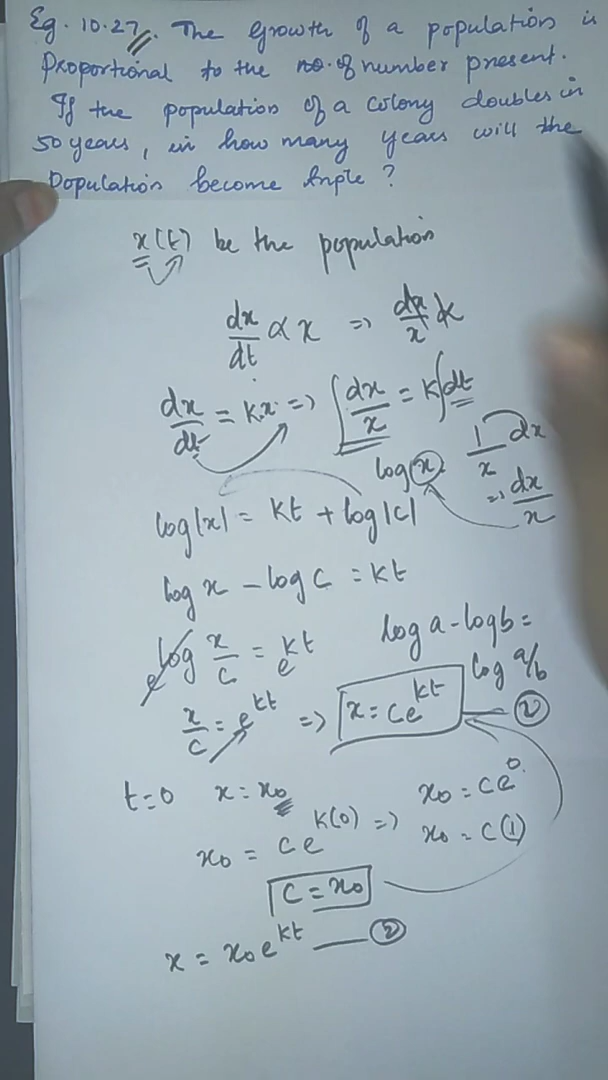 Eg. 10.27. The Growth of a population is
Proportional to the no. of number present.
If the population of a colony doubles in
50 years, in how many years will the
Population become triple ?
x(t) be the population
dx/dt ∝ x => dx/x k
dx/dt = kx => ∫ dx/x = k∫dt
log(x) 1/x dx
=> dx/x
log|x| = kt + log|c|
log x - log c = kt
e^log x/c = e^kt log a - log b =
log a/b
x/c = e^kt => x = ce^kt — (2)
t=0 x = x₀ x₀ = ce⁰
x₀ = ce^k(0) => x₀ = c(1)
c = x₀
x = x₀e^kt — (2)